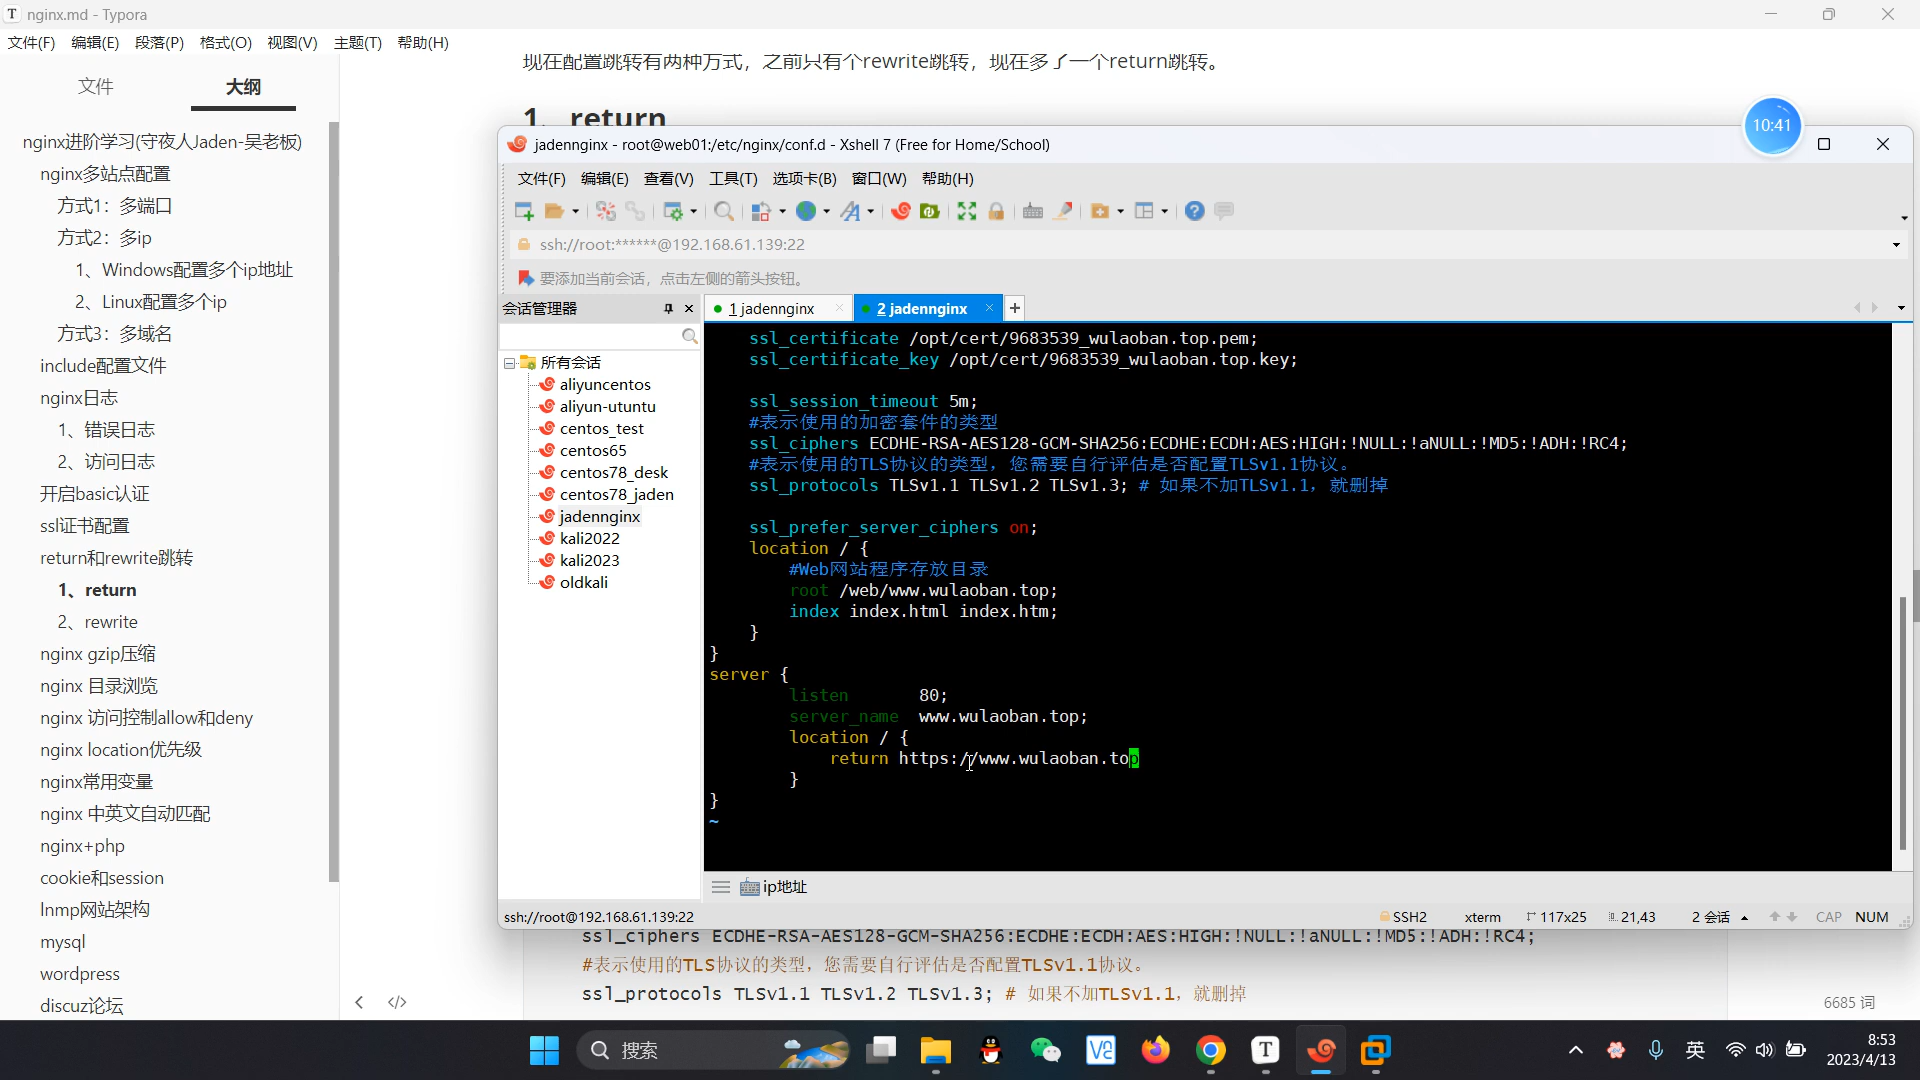 nginx.md - Typora
文件(F) 编辑(E) 段落(P) 格式(O) 视图(V) 主题(T) 帮助(H)
文件 大纲
nginx进阶学习(守夜人Jaden-吴老板)
nginx多站点配置
方式1：多端口
方式2：多ip
1、Windows配置多个ip地址
2、Linux配置多个ip
方式3：多域名
include配置文件
nginx日志
1、错误日志
2、访问日志
开启basic认证
ssl证书配置
return和rewrite跳转
1、return
2、rewrite
nginx gzip压缩
nginx 目录浏览
nginx 访问控制allow和deny
nginx location优先级
nginx常用变量
nginx 中英文自动匹配
nginx+php
cookie和session
lnmp网站架构
mysql
wordpress
discuz论坛
现在配置跳转有两种方式，之前只有个rewrite跳转，现在多了一个return跳转。
1、return
10:41
jadennginx - root@web01:/etc/nginx/conf.d - Xshell 7 (Free for Home/School)
文件(F) 编辑(E) 查看(V) 工具(T) 选项卡(B) 窗口(W) 帮助(H)
ssh://root:******@192.168.61.139:22
要添加当前会话，点击左侧的箭头按钮。
会话管理器
1 jadennginx
2 jadennginx
所有会话
aliyuncentos
aliyun-utuntu
centos_test
centos65
centos78_desk
centos78_jaden
jadennginx
kali2022
kali2023
oldkali
ssl_certificate /opt/cert/9683539_wulaoban.top.pem;
ssl_certificate_key /opt/cert/9683539_wulaoban.top.key;
ssl_session_timeout 5m;
#表示使用的加密套件的类型
ssl_ciphers ECDHE-RSA-AES128-GCM-SHA256:ECDHE:ECDH:AES:HIGH:!NULL:!aNULL:!MD5:!ADH:!RC4;
#表示使用的TLS协议的类型，您需要自行评估是否配置TLSv1.1协议。
ssl_protocols TLSv1.1 TLSv1.2 TLSv1.3; # 如果不加TLSv1.1，就删掉
ssl_prefer_server_ciphers on;
location / {
#Web网站程序存放目录
root /web/www.wulaoban.top;
index index.html index.htm;
}
}
server {
listen 80;
server_name www.wulaoban.top;
location / {
return https://www.wulaoban.top
}
}
~
ip地址
ssh://root@192.168.61.139:22
SSH2 xterm 117x25 21,43 2 会话 CAP NUM
ssl_ciphers ECDHE-RSA-AES128-GCM-SHA256:ECDHE:ECDH:AES:HIGH:!NULL:!aNULL:!MD5:!ADH:!RC4;
#表示使用的TLS协议的类型，您需要自行评估是否配置TLSv1.1协议。
ssl_protocols TLSv1.1 TLSv1.2 TLSv1.3; # 如果不加TLSv1.1，就删掉
6685 词
搜索
英
8:53
2023/4/13